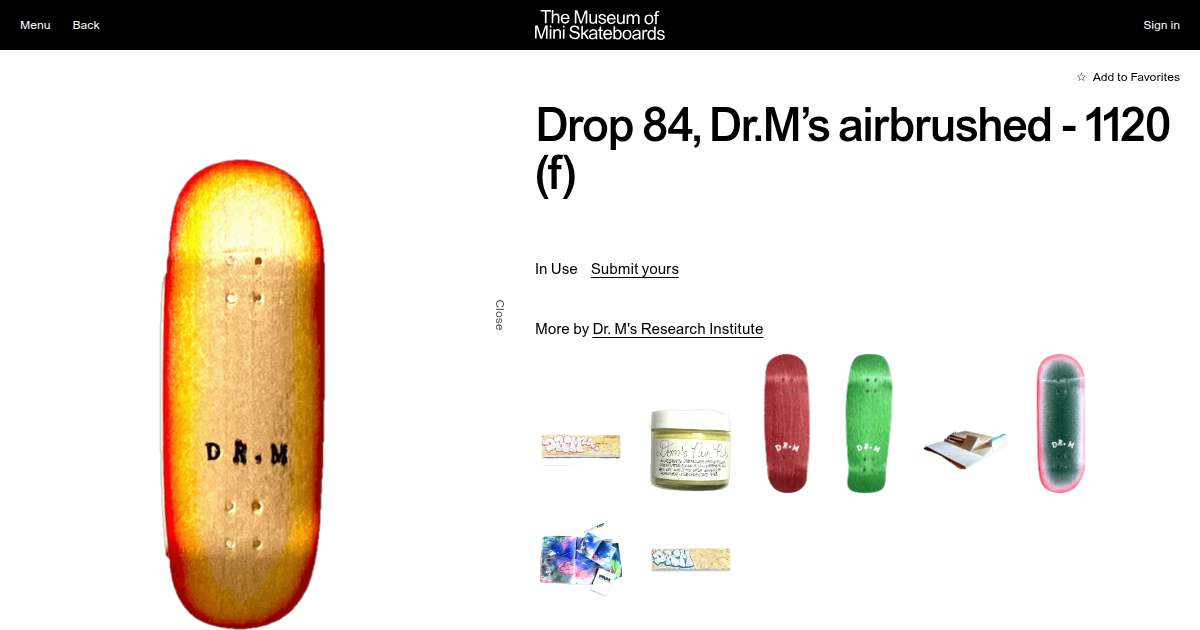 Menu
Back
The Museum of
Mini Skateboards
Sign in
☆ Add to Favorites
Drop 84, Dr.M’s airbrushed - 1120
(f)
In Use
Submit yours
Close
More by Dr. M's Research Institute
DR.M
DR.M
DR.M
DR.M